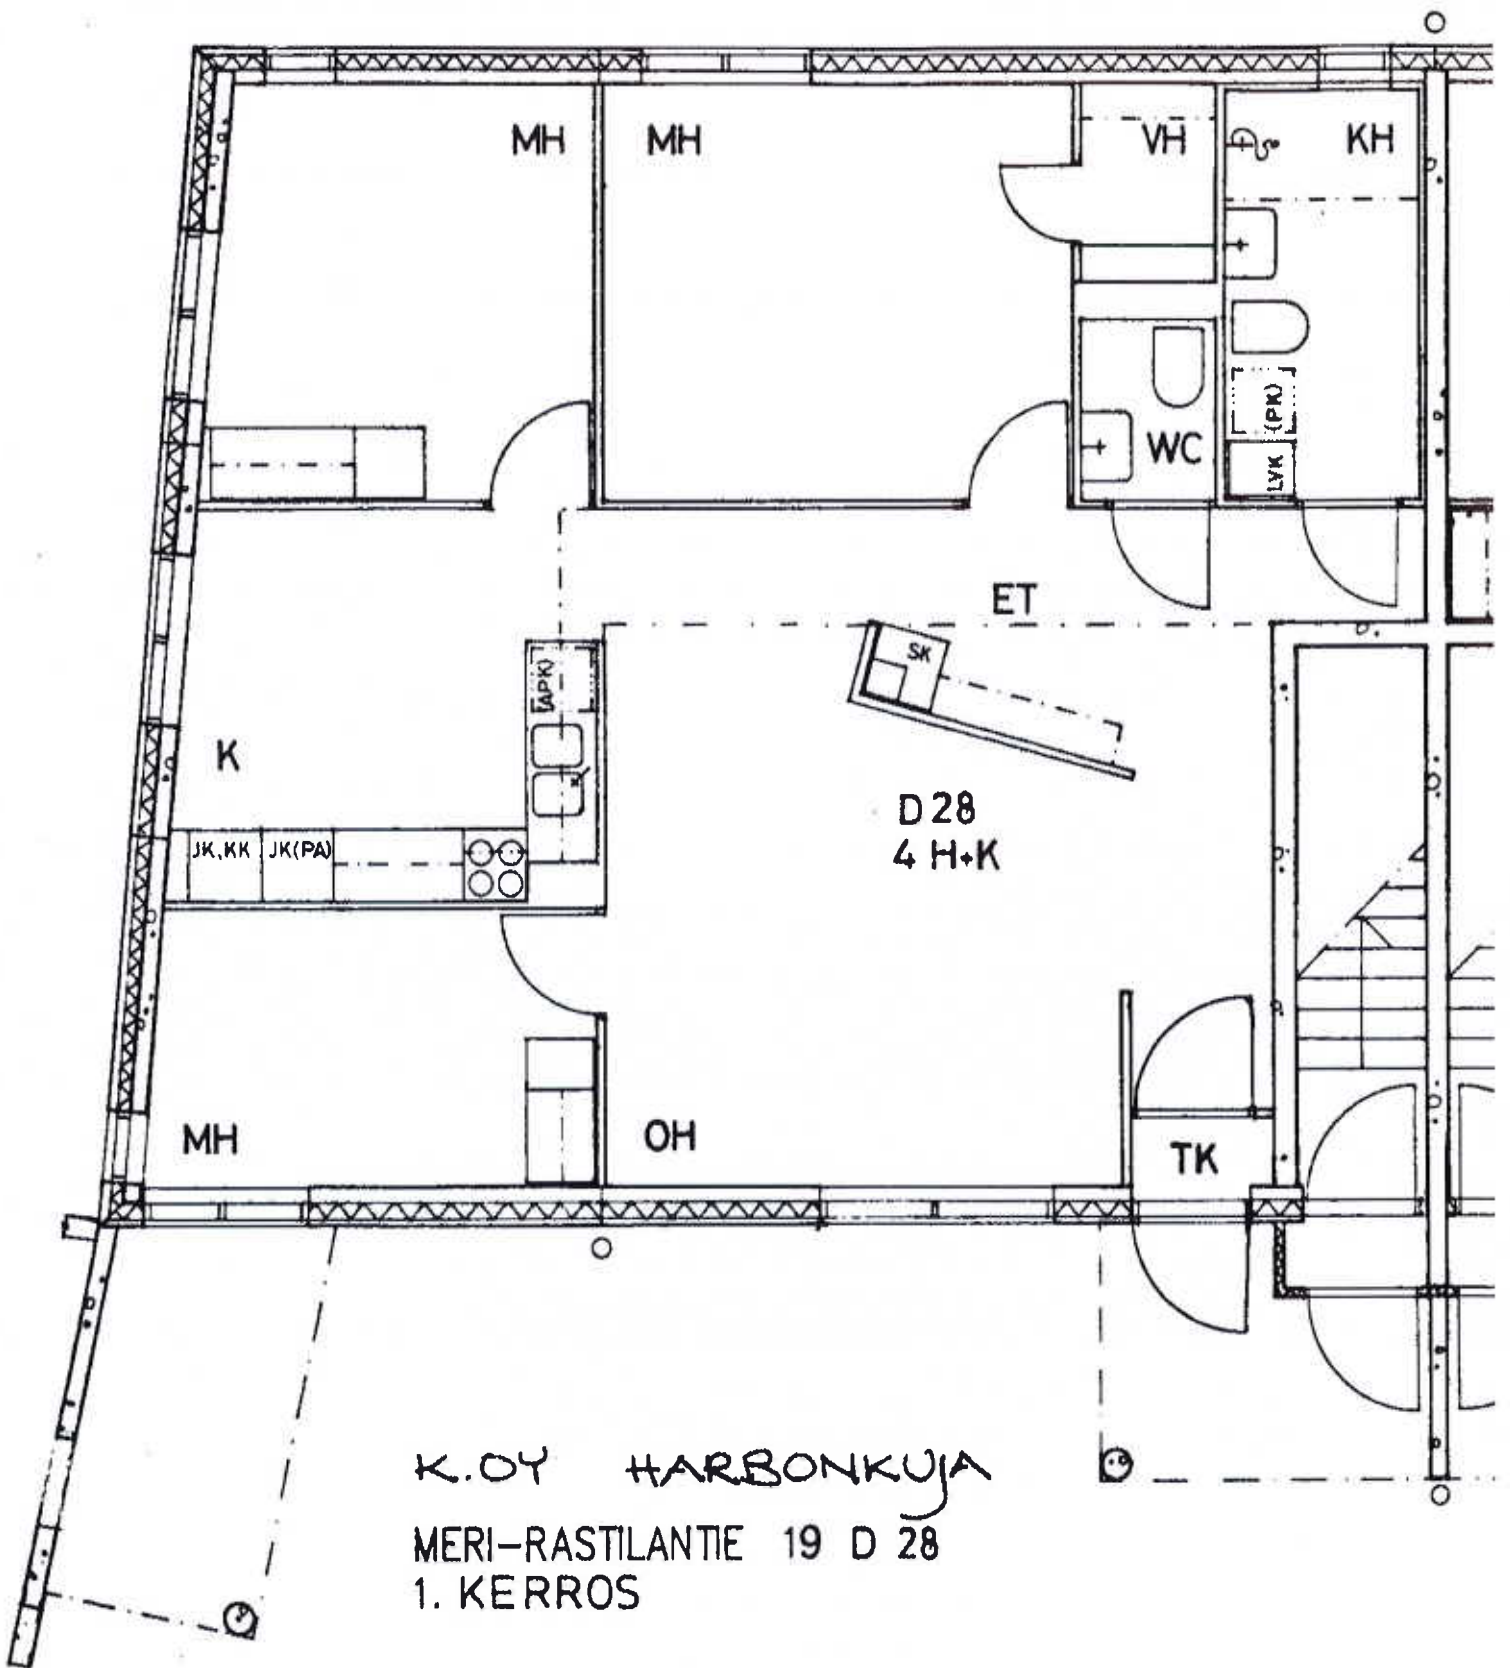 MH
MH
VH
KH
(PK)
WC
LVK
ET
SK
(APK)
K
D 28
4 H+K
JK,KK
JK(PA)
MH
OH
TK
K.OY HARBONKUJA
MERI-RASTILANTIE 19 D 28
1. KERROS